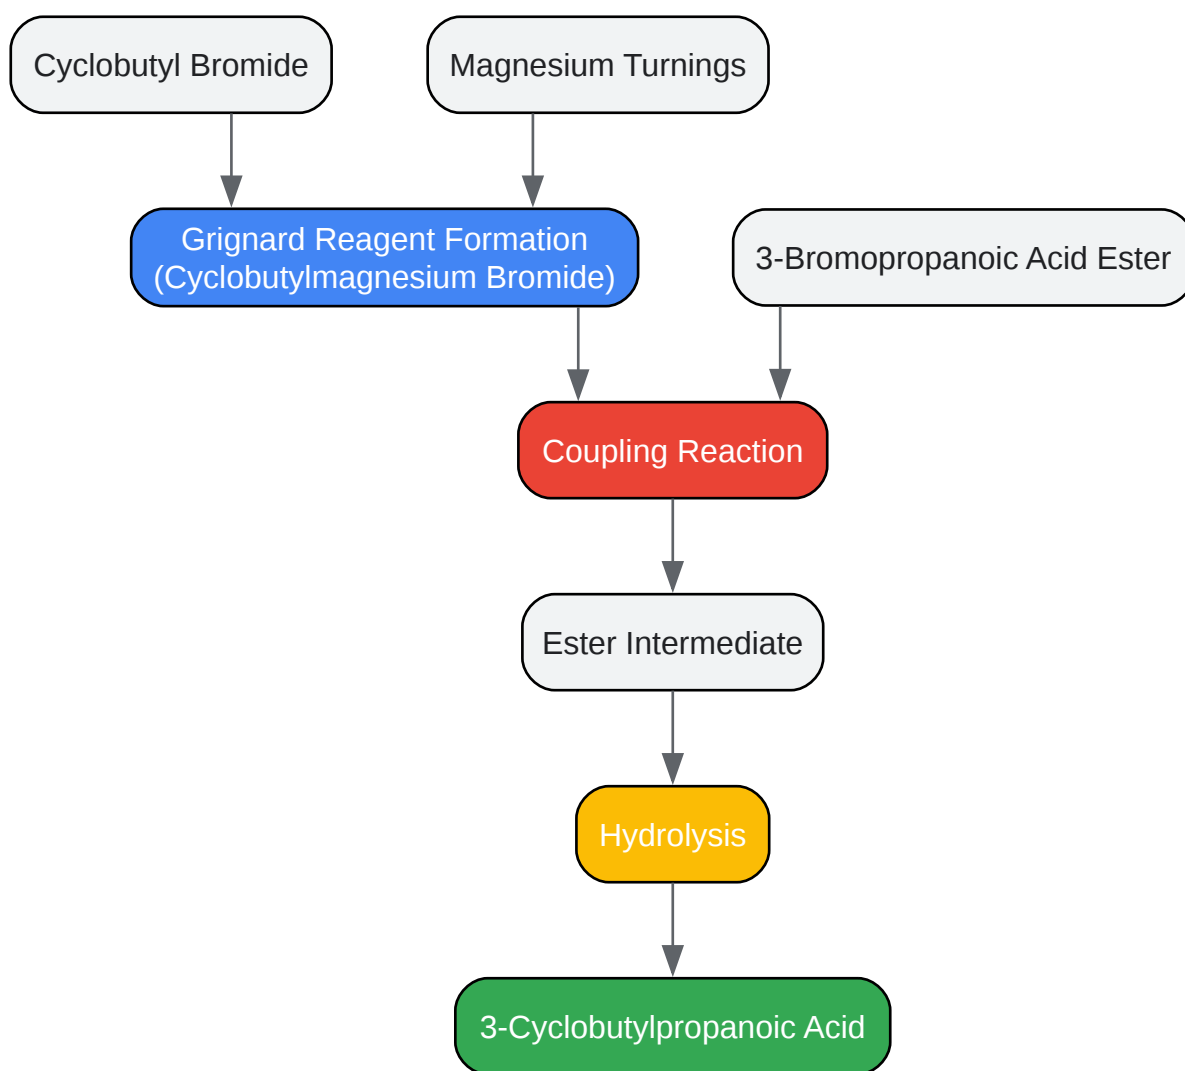 Cyclobutyl Bromide
Magnesium Turnings
Grignard Reagent Formation
(Cyclobutylmagnesium Bromide)
3-Bromopropanoic Acid Ester
Coupling Reaction
Ester Intermediate
Hydrolysis
3-Cyclobutylpropanoic Acid